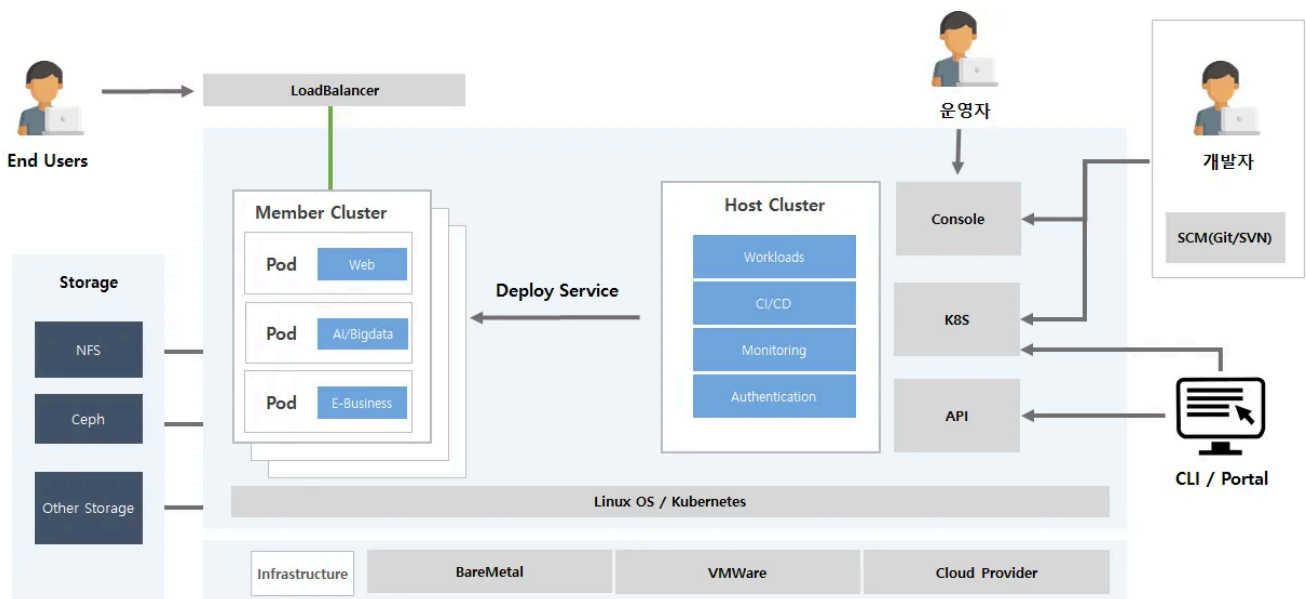 End Users
LoadBalancer
운영자
개발자
SCM(Git/SVN)
Member Cluster
Pod Web
Pod AI/Bigdata
Pod E-Business
Deploy Service
Host Cluster
Workloads
CI/CD
Monitoring
Authentication
Console
K8S
API
CLI / Portal
Storage
NFS
Ceph
Other Storage
Linux OS / Kubernetes
Infrastructure
BareMetal
VMWare
Cloud Provider